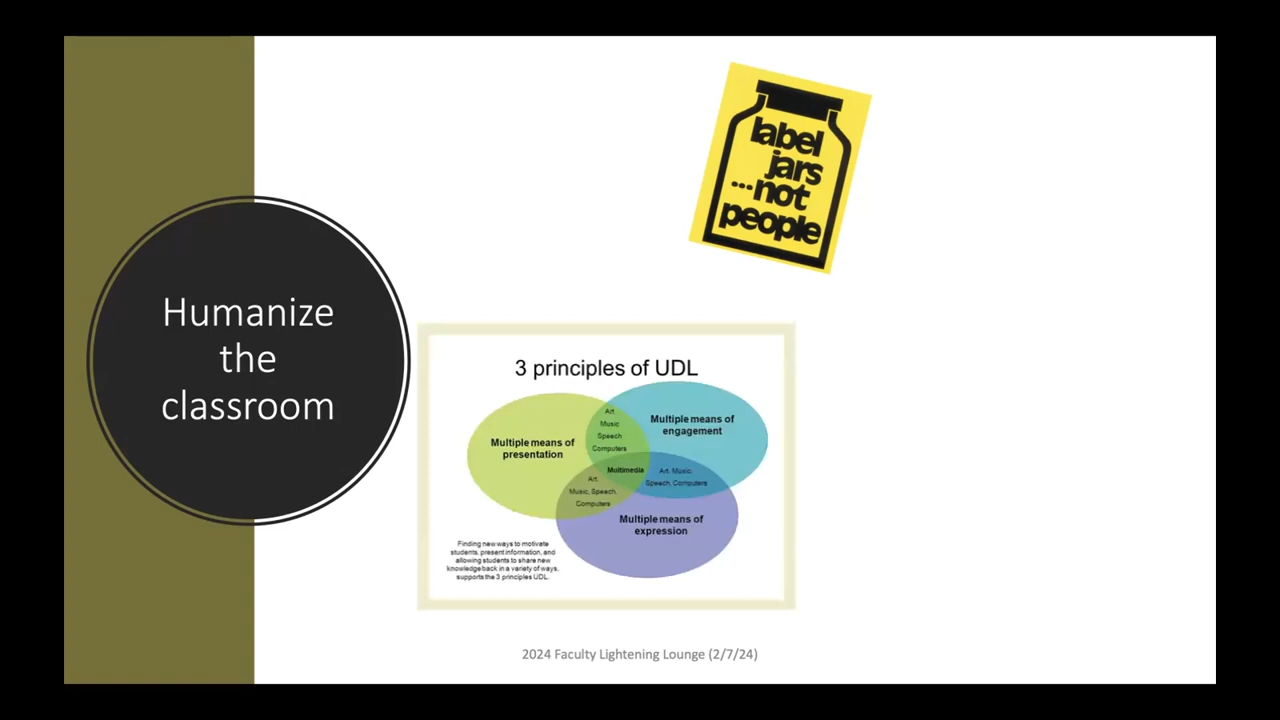 Humanize
the
classroom
label
jars
...not
people
3 principles of UDL
Multiple means of
presentation
Art
Music
Speech
Computers
Multiple means of
engagement
Multimedia
Art,
Music, Speech,
Computers
Art, Music,
Speech, Computers
Multiple means of
expression
Finding new ways to motivate
students, present information, and
allowing students to share new
knowledge back in a variety of ways,
supports the 3 principles UDL.
2024 Faculty Lightening Lounge (2/7/24)